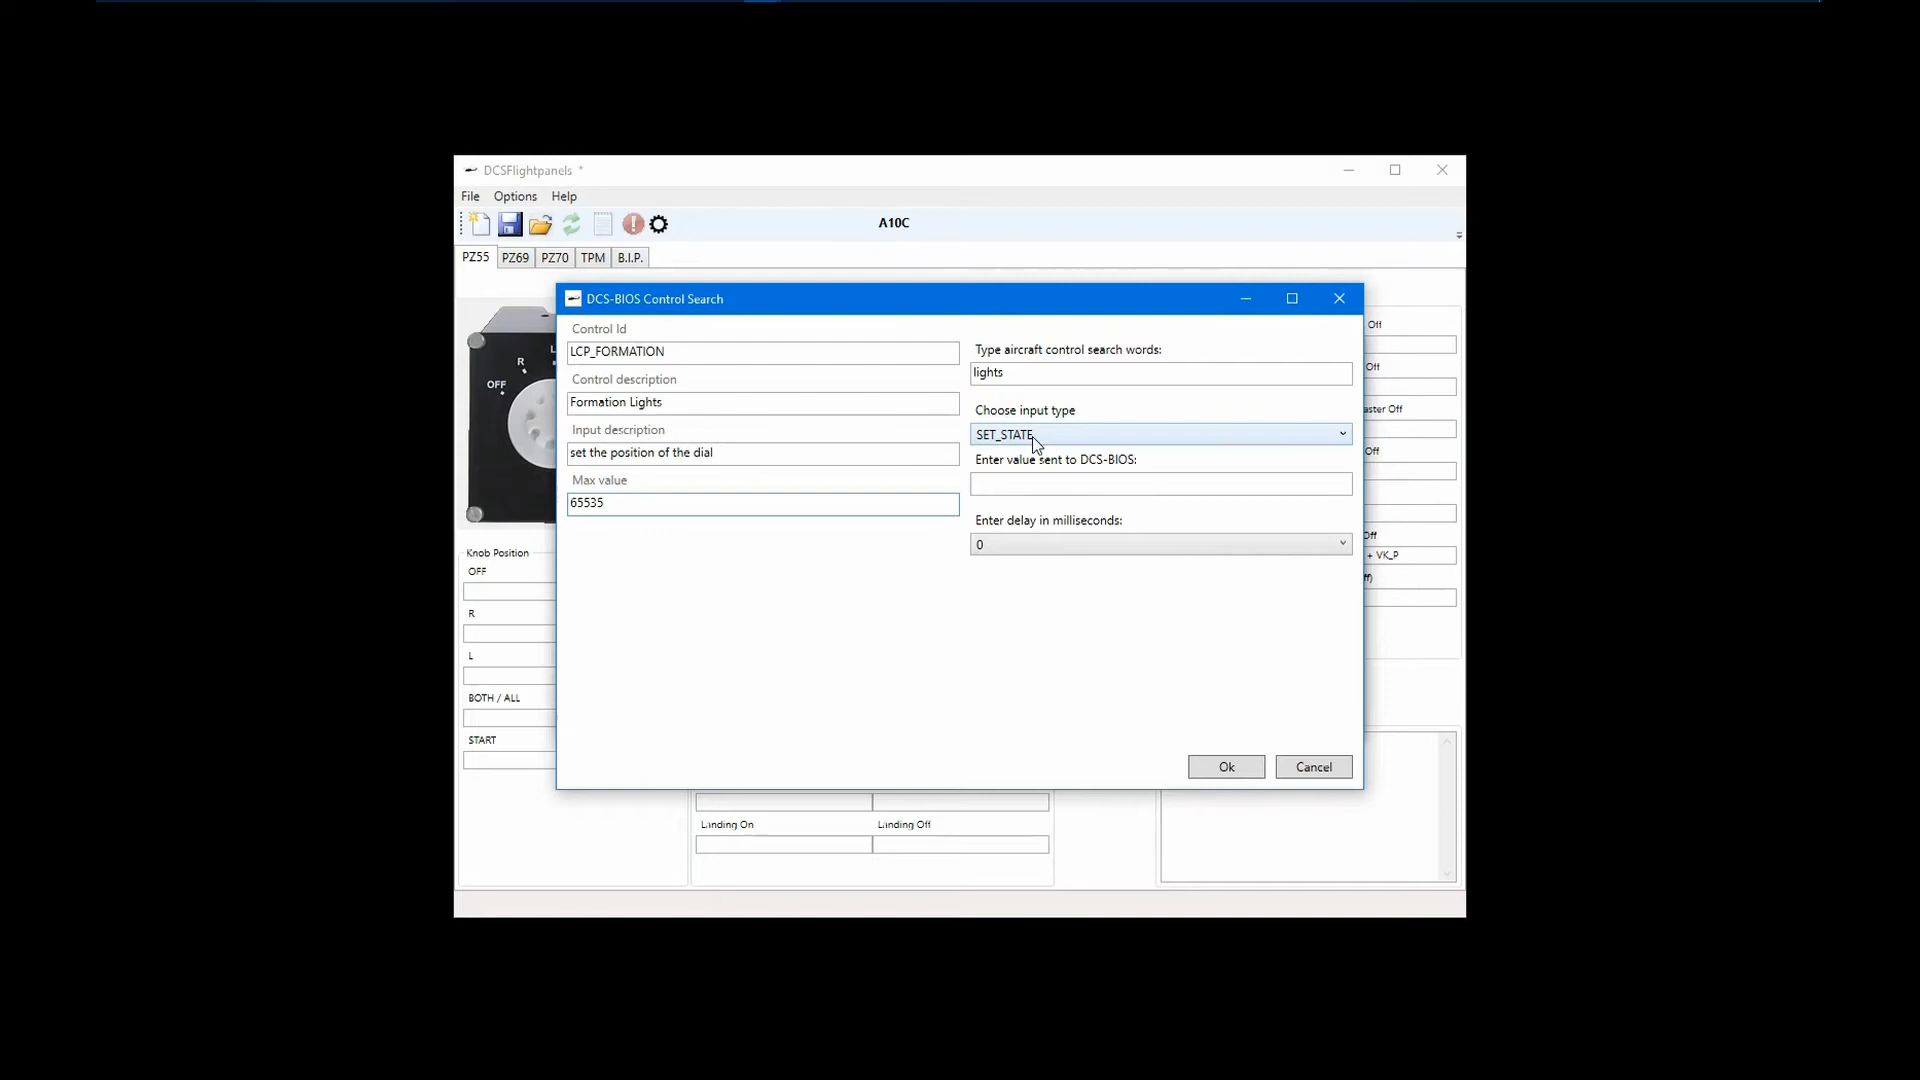 DCSFlightpanels *
File Options Help
A10C
PZ55 PZ69 PZ70 TPM B.I.P.
DCS-BIOS Control Search
Control Id
LCP_FORMATION
Control description
Formation Lights
Input description
set the position of the dial
Max value
65535
Type aircraft control search words:
lights
Choose input type
SET_STATE
Enter value sent to DCS-BIOS:
Enter delay in milliseconds:
0
Ok Cancel
OFF
R
L
Knob Position
OFF
R
L
BOTH / ALL
START
Off
Off
aster Off
Off
Off
+ VK_P
ff)
Landing On Landing Off